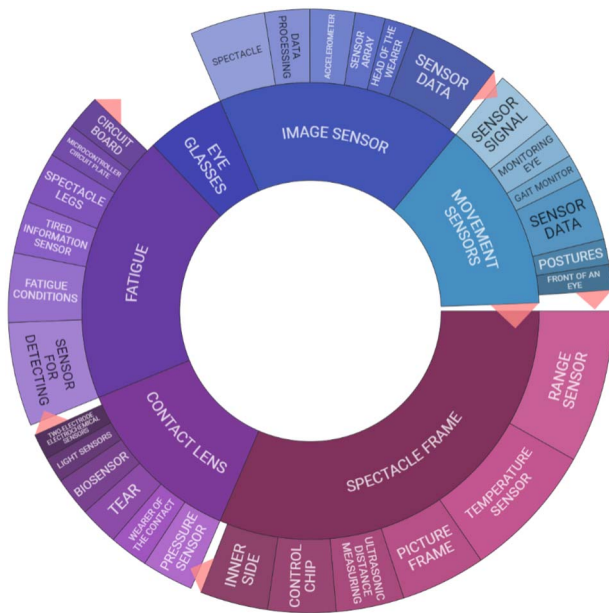 SPECTACLE
DATA
PROCESSING
ACCELEROMETER
SENSOR
ARRAY
HEAD OF THE
WEARER
SENSOR
DATA
IMAGE SENSOR
SENSOR
SIGNAL
MONITORING
EYE
GAIT MONITOR
SENSOR
DATA
POSTURES
FRONT OF AN
EYE
MOVEMENT
SENSORS
RANGE
SENSOR
TEMPERATURE
SENSOR
PICTURE
FRAME
ULTRASONIC
DISTANCE
MEASURING
CONTROL
CHIP
INNER
SIDE
SPECTACLE FRAME
PRESSURE
SENSOR
WEARER OF
THE CONTACT
TEAR
BIOSENSOR
LIGHT SENSORS
TWO ELECTRODE
ELECTROCHEMICAL
SENSORS
CONTACT LENS
SENSOR
FOR
DETECTING
FATIGUE
CONDITIONS
TIRED
INFORMATION
SENSOR
SPECTACLE
LEGS
MICROCONTROLLER
CIRCUIT PLATE
CIRCUIT
BOARD
FATIGUE
EYE
GLASSES